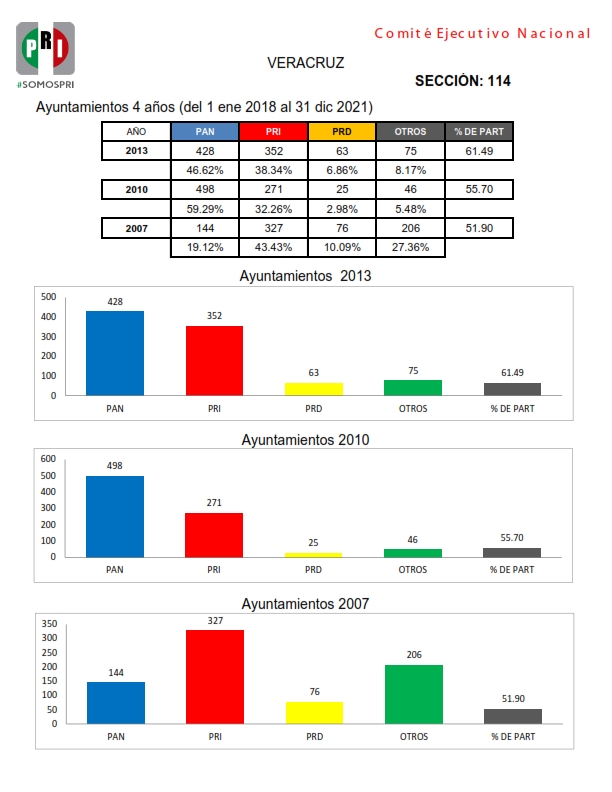 Comité Ejecutivo Nacional
PRI
#SOMOSPRI
VERACRUZ
SECCIÓN: 114
Ayuntamientos 4 años (del 1 ene 2018 al 31 dic 2021)
AÑO PAN PRI PRD OTROS % DE PART
2013 428 352 63 75 61.49
46.62% 38.34% 6.86% 8.17%
2010 498 271 25 46 55.70
59.29% 32.26% 2.98% 5.48%
2007 144 327 76 206 51.90
19.12% 43.43% 10.09% 27.36%
Ayuntamientos 2013
500
400
300
200
100
0
428 352 63 75 61.49
PAN PRI PRD OTROS % DE PART
Ayuntamientos 2010
600
500
400
300
200
100
0
498 271 25 46 55.70
PAN PRI PRD OTROS % DE PART
Ayuntamientos 2007
350
300
250
200
150
100
50
0
144 327 76 206 51.90
PAN PRI PRD OTROS % DE PART